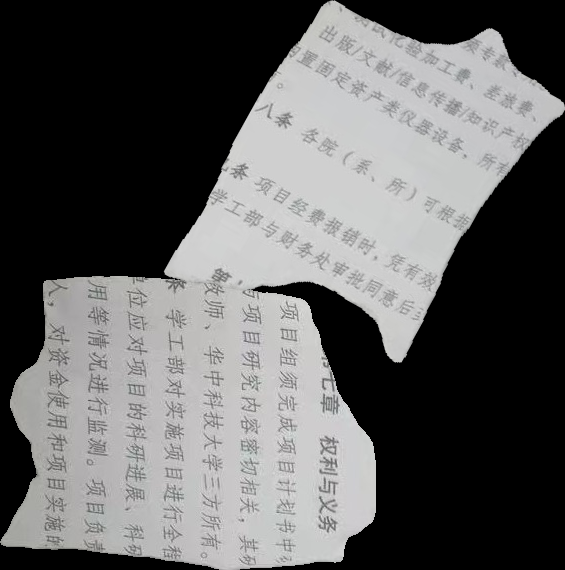 测试化验加工费、差旅费、
出版/文献/信息传播/知识产权
置固定资产类仪器设备，所有
八条 各院（系、所）可根据
条 项目经费报销时，凭有效
学工部与财务处审批同意后
第
章 权利与义务
项目组须完成项目计划书中
与项目研究内容密切相关，其
教师、华中科技大学三方所有。
条 学工部对实施项目进行全程
位应对项目的科研进展、科研
用等情况进行监测。项目负责
人，对资金使用和项目实施的